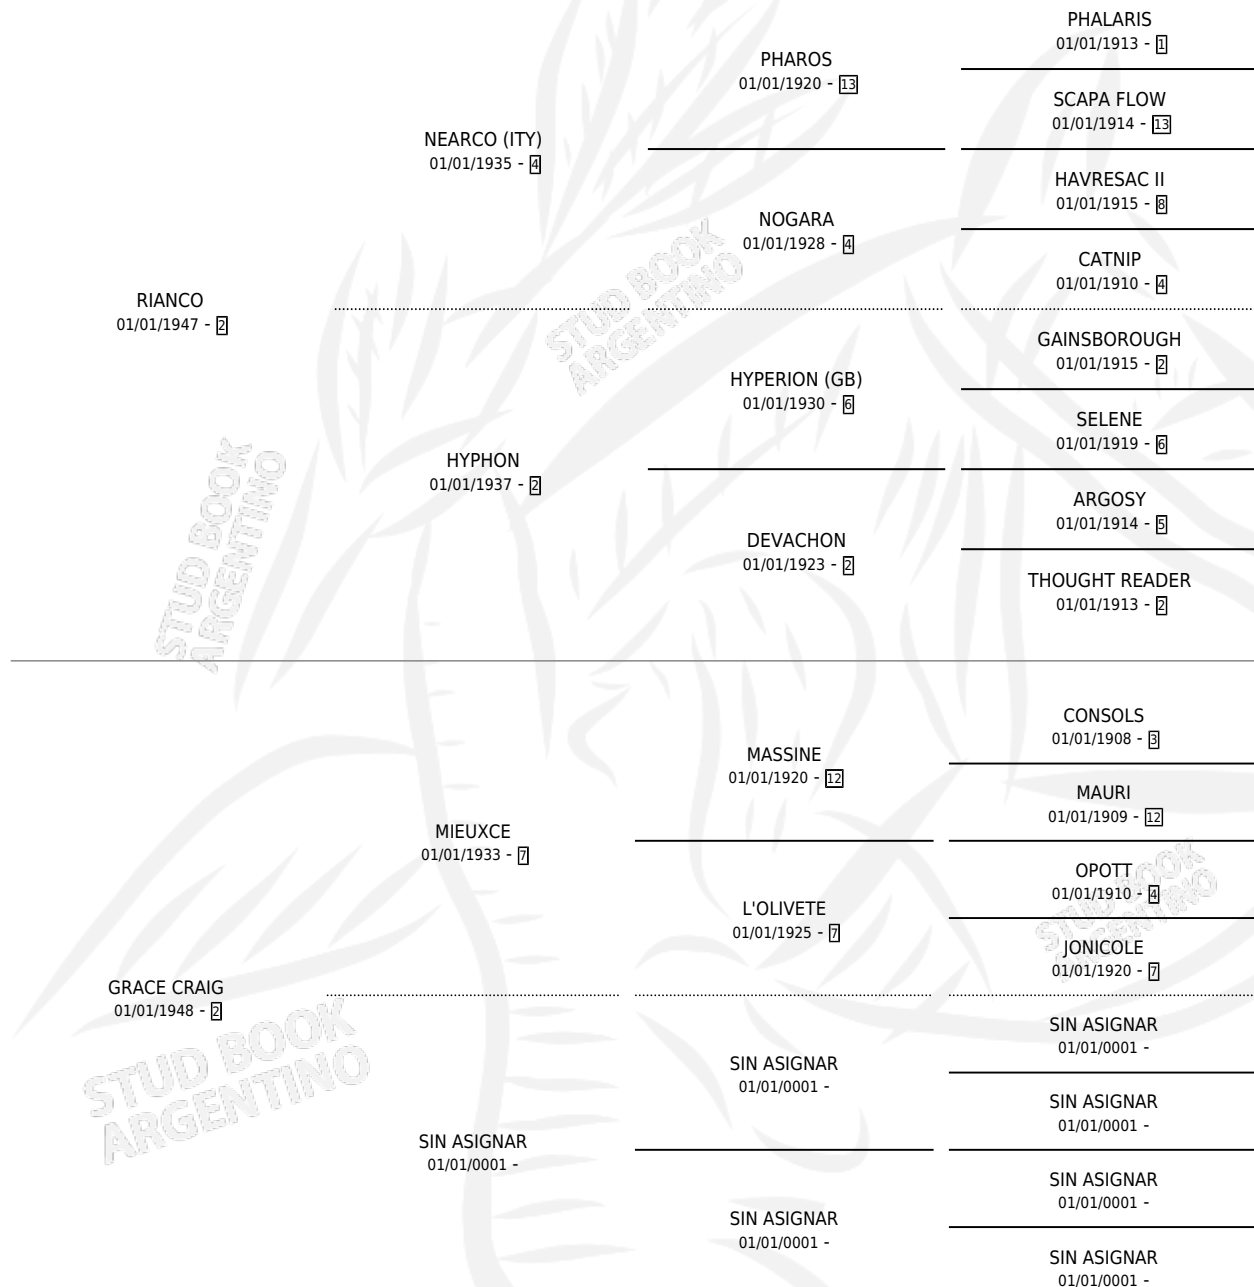 PHALARIS
01/01/1913 - 1
PHAROS
01/01/1920 - 13
SCAPA FLOW
01/01/1914 - 13
NEARCO (ITY)
01/01/1935 - 4
HAVRESAC II
01/01/1915 - 8
NOGARA
01/01/1928 - 4
CATNIP
01/01/1910 - 4
RIANCO
01/01/1947 - 2
GAINSBOROUGH
01/01/1915 - 2
HYPERION (GB)
01/01/1930 - 6
SELENE
01/01/1919 - 6
HYPHON
01/01/1937 - 2
ARGOSY
01/01/1914 - 5
DEVACHON
01/01/1923 - 2
THOUGHT READER
01/01/1913 - 2
CONSOLS
01/01/1908 - 3
MASSINE
01/01/1920 - 12
MAURI
01/01/1909 - 12
MIEUXCE
01/01/1933 - 7
OPOTT
01/01/1910 - 4
L'OLIVETE
01/01/1925 - 7
JONICOLE
01/01/1920 - 7
GRACE CRAIG
01/01/1948 - 2
SIN ASIGNAR
01/01/0001 -
SIN ASIGNAR
01/01/0001 -
SIN ASIGNAR
01/01/0001 -
SIN ASIGNAR
01/01/0001 -
SIN ASIGNAR
01/01/0001 -
SIN ASIGNAR
01/01/0001 -
SIN ASIGNAR
01/01/0001 -
STUD BOOK
ARGENTINO
STUD BOOK
ARGENTINO
STUD BOOK
ARGENTINO
STUD BOOK
ARGENTINO